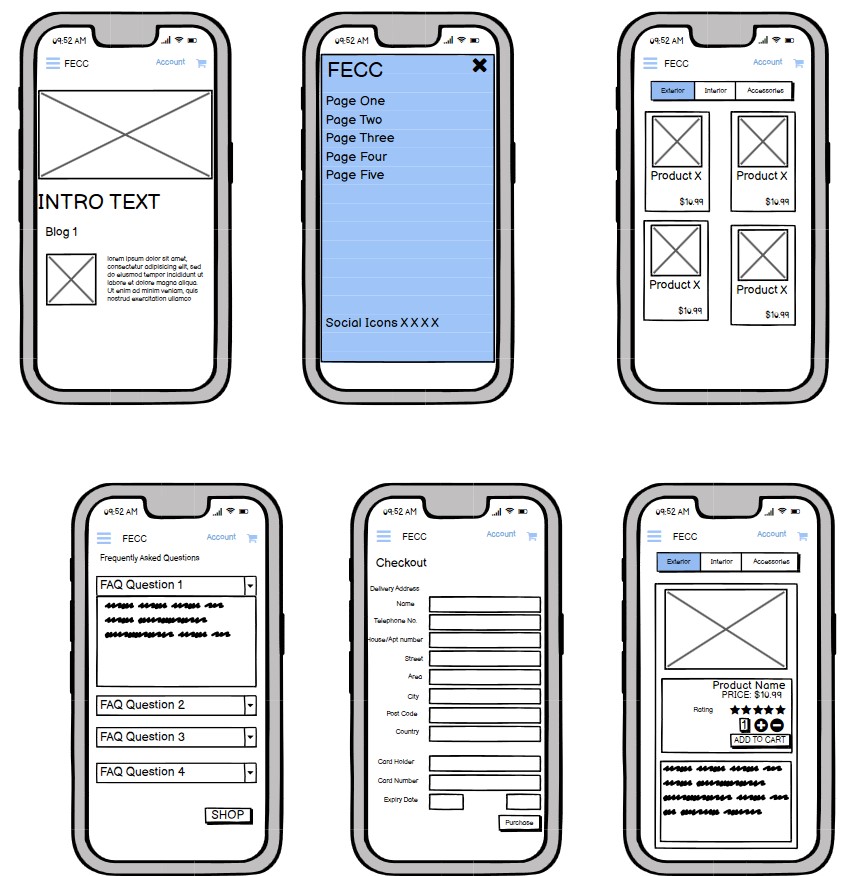 09:52 AM
FECC
Account
INTRO TEXT
Blog 1
lorem ipsum dolor sit amet,
consectetur adipisicing elit, sed
do eiusmod tempor incididunt ut
labore et dolore magna aliqua.
Ut enim ad minim veniam, quis
nostrud exercitation ullamco
09:52 AM
FECC
Page One
Page Two
Page Three
Page Four
Page Five
Social Icons X X X X
09:52 AM
FECC
Account
Exterior
Interior
Accessories
Product X
$10.99
Product X
$10.99
Product X
$10.99
Product X
$10.99
09:52 AM
FECC
Account
Frequently Asked Questions
FAQ Question 1
FAQ Question 2
FAQ Question 3
FAQ Question 4
SHOP
09:52 AM
FECC
Account
Checkout
Delivery Address
Name
Telephone No.
House/Apt number
Street
Area
City
Post Code
Country
Card Holder
Card Number
Expiry Date
Purchase
09:52 AM
FECC
Account
Exterior
Interior
Accessories
Product Name
PRICE: $10.99
Rating
1
ADD TO CART